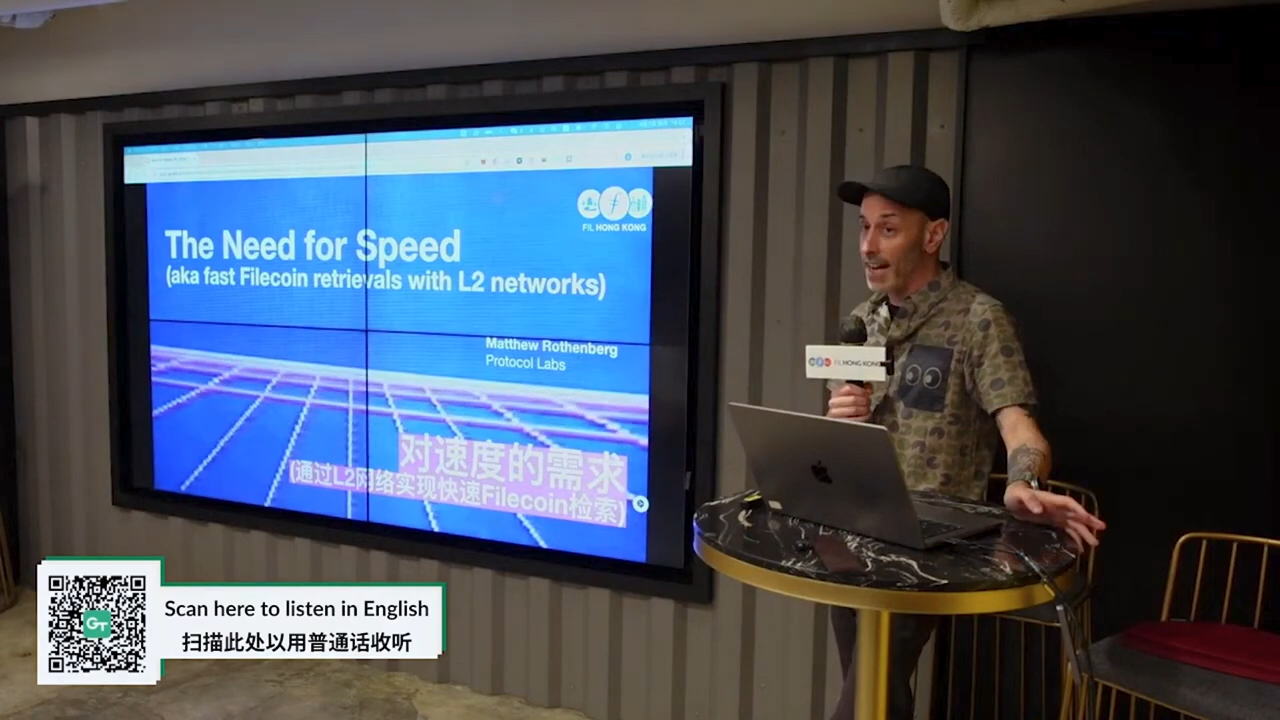 FIL HONG KONG
The Need for Speed
(aka fast Filecoin retrievals with L2 networks)
Matthew Rothenberg
Protocol Labs
对速度的需求
(通过L2网络实现快速Filecoin检索)
FIL HONG KONG
GT
Scan here to listen in English
扫描此处以用普通话收听